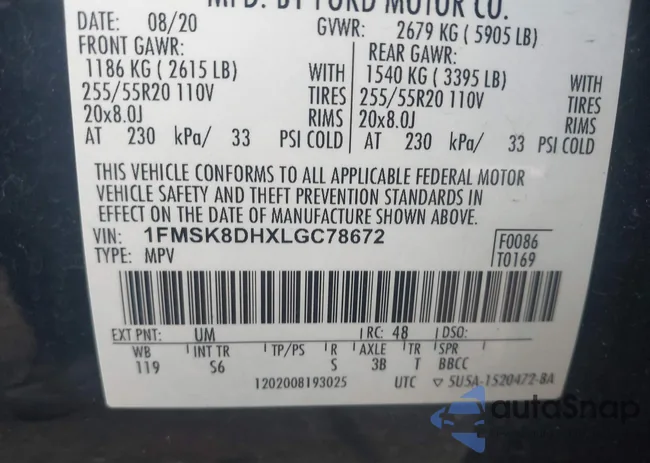 MFD. BY FORD MOTOR CO.
DATE: 08/20 GVWR: 2679 KG ( 5905 LB)
FRONT GAWR: REAR GAWR:
1186 KG ( 2615 LB) WITH 1540 KG ( 3395 LB) WITH
255/55R20 110V TIRES 255/55R20 110V TIRES
20x8.0J RIMS 20x8.0J RIMS
AT 230 kPa/ 33 PSI COLD AT 230 kPa/ 33 PSI COLD
THIS VEHICLE CONFORMS TO ALL APPLICABLE FEDERAL MOTOR
VEHICLE SAFETY AND THEFT PREVENTION STANDARDS IN
EFFECT ON THE DATE OF MANUFACTURE SHOWN ABOVE.
VIN: 1FMSK8DHXLGC78672 F0086
TYPE: MPV T0169
EXT PNT: UM RC: 48 DSO:
WB INT TR TP/PS R AXLE TR SPR
119 S6 S 3B T BBCC
1202008193025 UTC ▽ 5U5A-1520472-BA
autoSnap